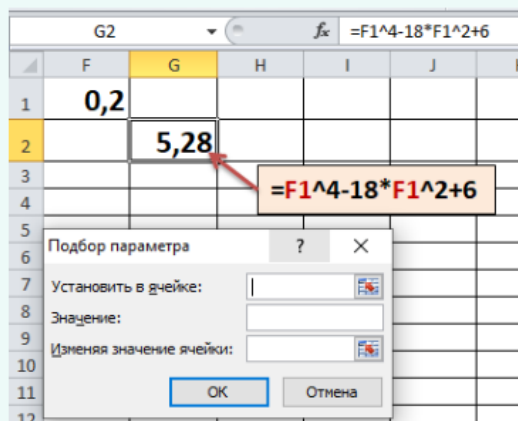 G2 fx =F1^4-18*F1^2+6
F G H I J
1 0,2
2 5,28
3
=F1^4-18*F1^2+6
4
5
6 Подбор параметра ? ×
7 Установить в ячейке:
8 Значение:
9 Изменяя значение ячейки:
10
11 ОК Отмена
12